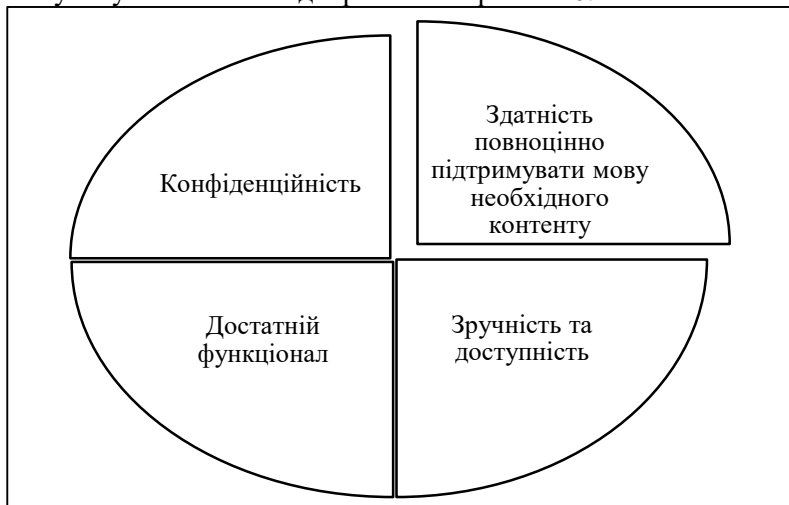 Конфіденційність
Здатність
повноцінно
підтримувати мову
необхідного
контенту
Достатній
функціонал
Зручність та
доступність